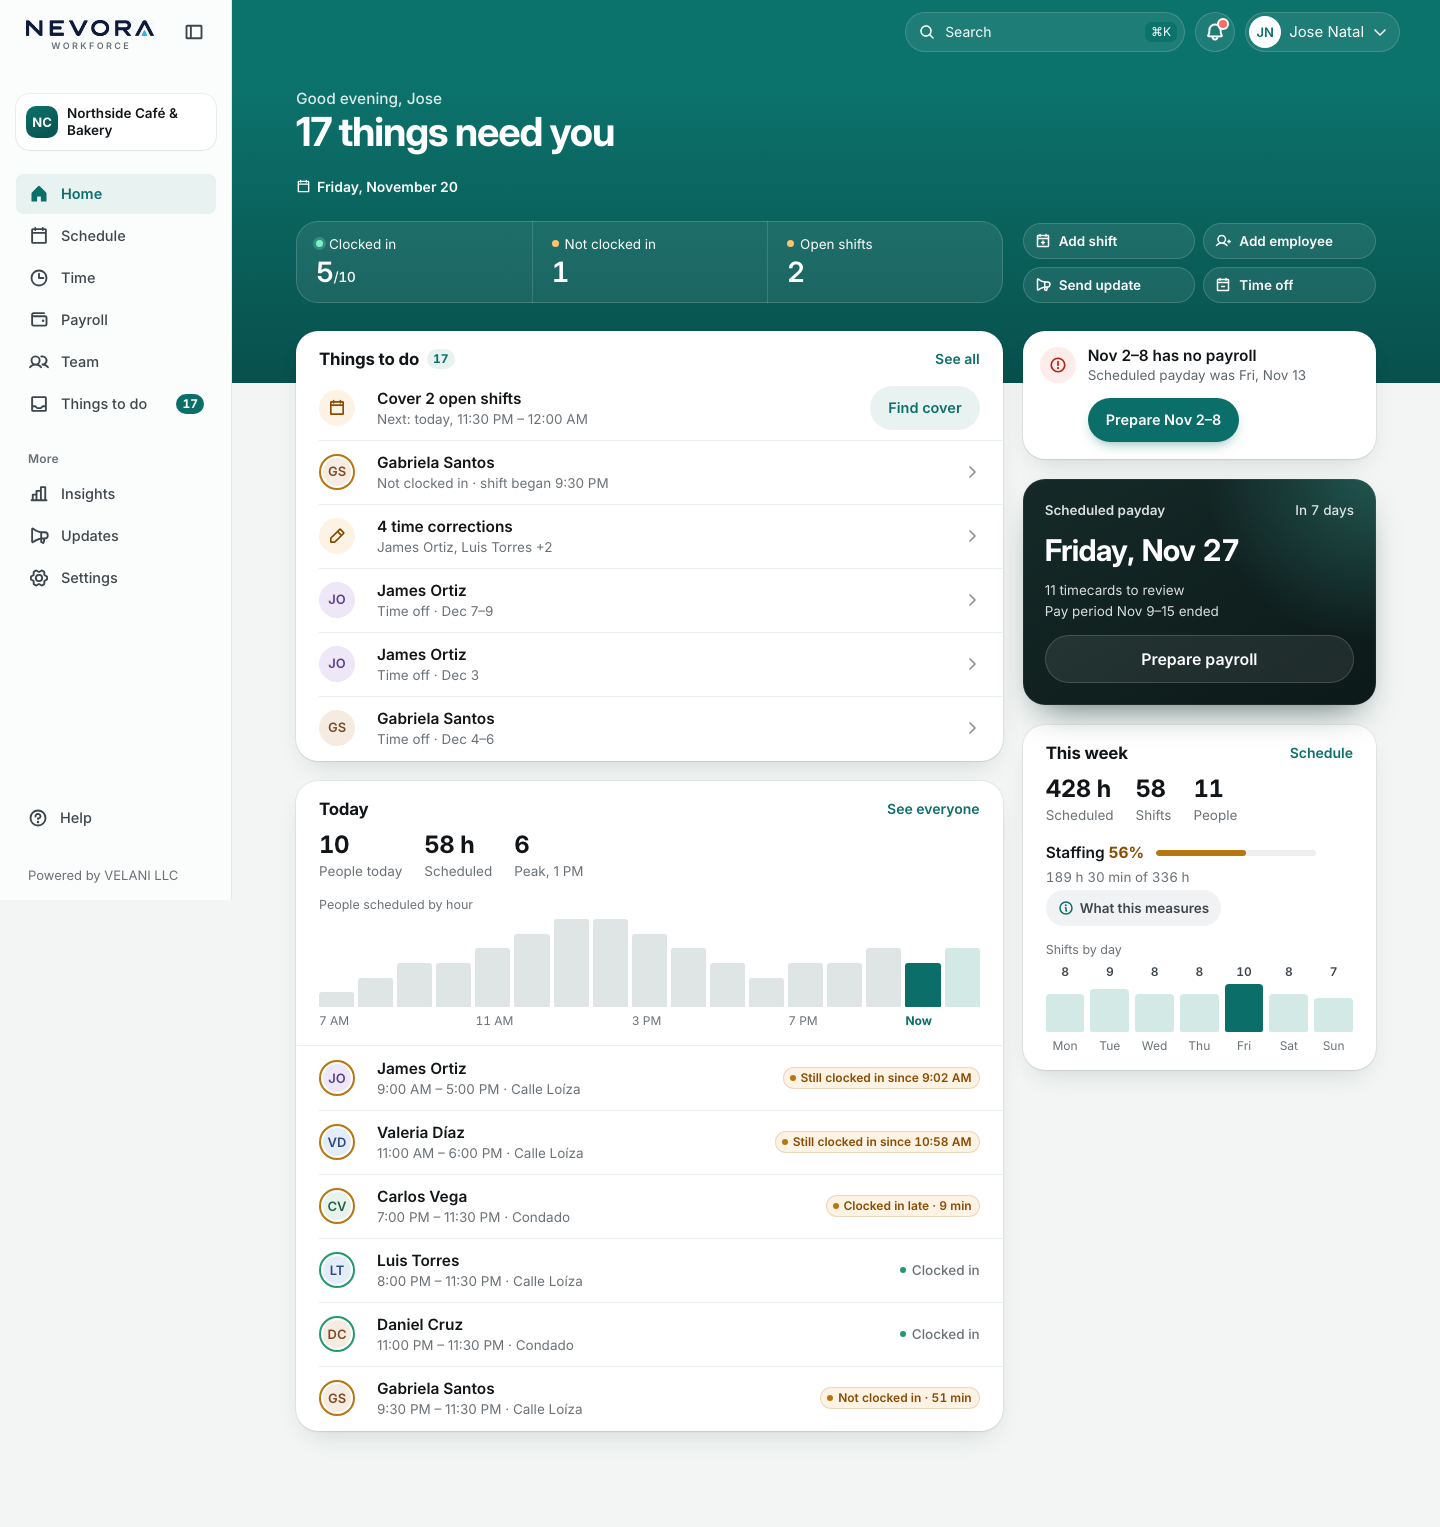 NEVORA
WORKFORCE
Search
⌘K
JN
Jose Natal
NC
Northside Café &
Bakery
Home
Schedule
Time
Payroll
Team
Things to do
17
More
Insights
Updates
Settings
Help
Powered by VELANI LLC
Good evening, Jose
17 things need you
Friday, November 20
Clocked in
5/10
Not clocked in
1
Open shifts
2
Add shift
Add employee
Send update
Time off
Things to do
17
See all
Cover 2 open shifts
Next: today, 11:30 PM – 12:00 AM
Find cover
GS
Gabriela Santos
Not clocked in · shift began 9:30 PM
4 time corrections
James Ortiz, Luis Torres +2
JO
James Ortiz
Time off · Dec 7–9
JO
James Ortiz
Time off · Dec 3
GS
Gabriela Santos
Time off · Dec 4–6
Nov 2–8 has no payroll
Scheduled payday was Fri, Nov 13
Prepare Nov 2–8
Scheduled payday
In 7 days
Friday, Nov 27
11 timecards to review
Pay period Nov 9–15 ended
Prepare payroll
This week
Schedule
428 h
58
11
Scheduled
Shifts
People
Staffing 56%
189 h 30 min of 336 h
What this measures
Shifts by day
8 9 8 8 10 8 7
Mon Tue Wed Thu Fri Sat Sun
Today
See everyone
10
58 h
6
People today
Scheduled
Peak, 1 PM
People scheduled by hour
7 AM 11 AM 3 PM 7 PM Now
JO
James Ortiz
9:00 AM – 5:00 PM · Calle Loíza
Still clocked in since 9:02 AM
VD
Valeria Díaz
11:00 AM – 6:00 PM · Calle Loíza
Still clocked in since 10:58 AM
CV
Carlos Vega
7:00 PM – 11:30 PM · Condado
Clocked in late · 9 min
LT
Luis Torres
8:00 PM – 11:30 PM · Calle Loíza
Clocked in
DC
Daniel Cruz
11:00 PM – 11:30 PM · Condado
Clocked in
GS
Gabriela Santos
9:30 PM – 11:30 PM · Calle Loíza
Not clocked in · 51 min